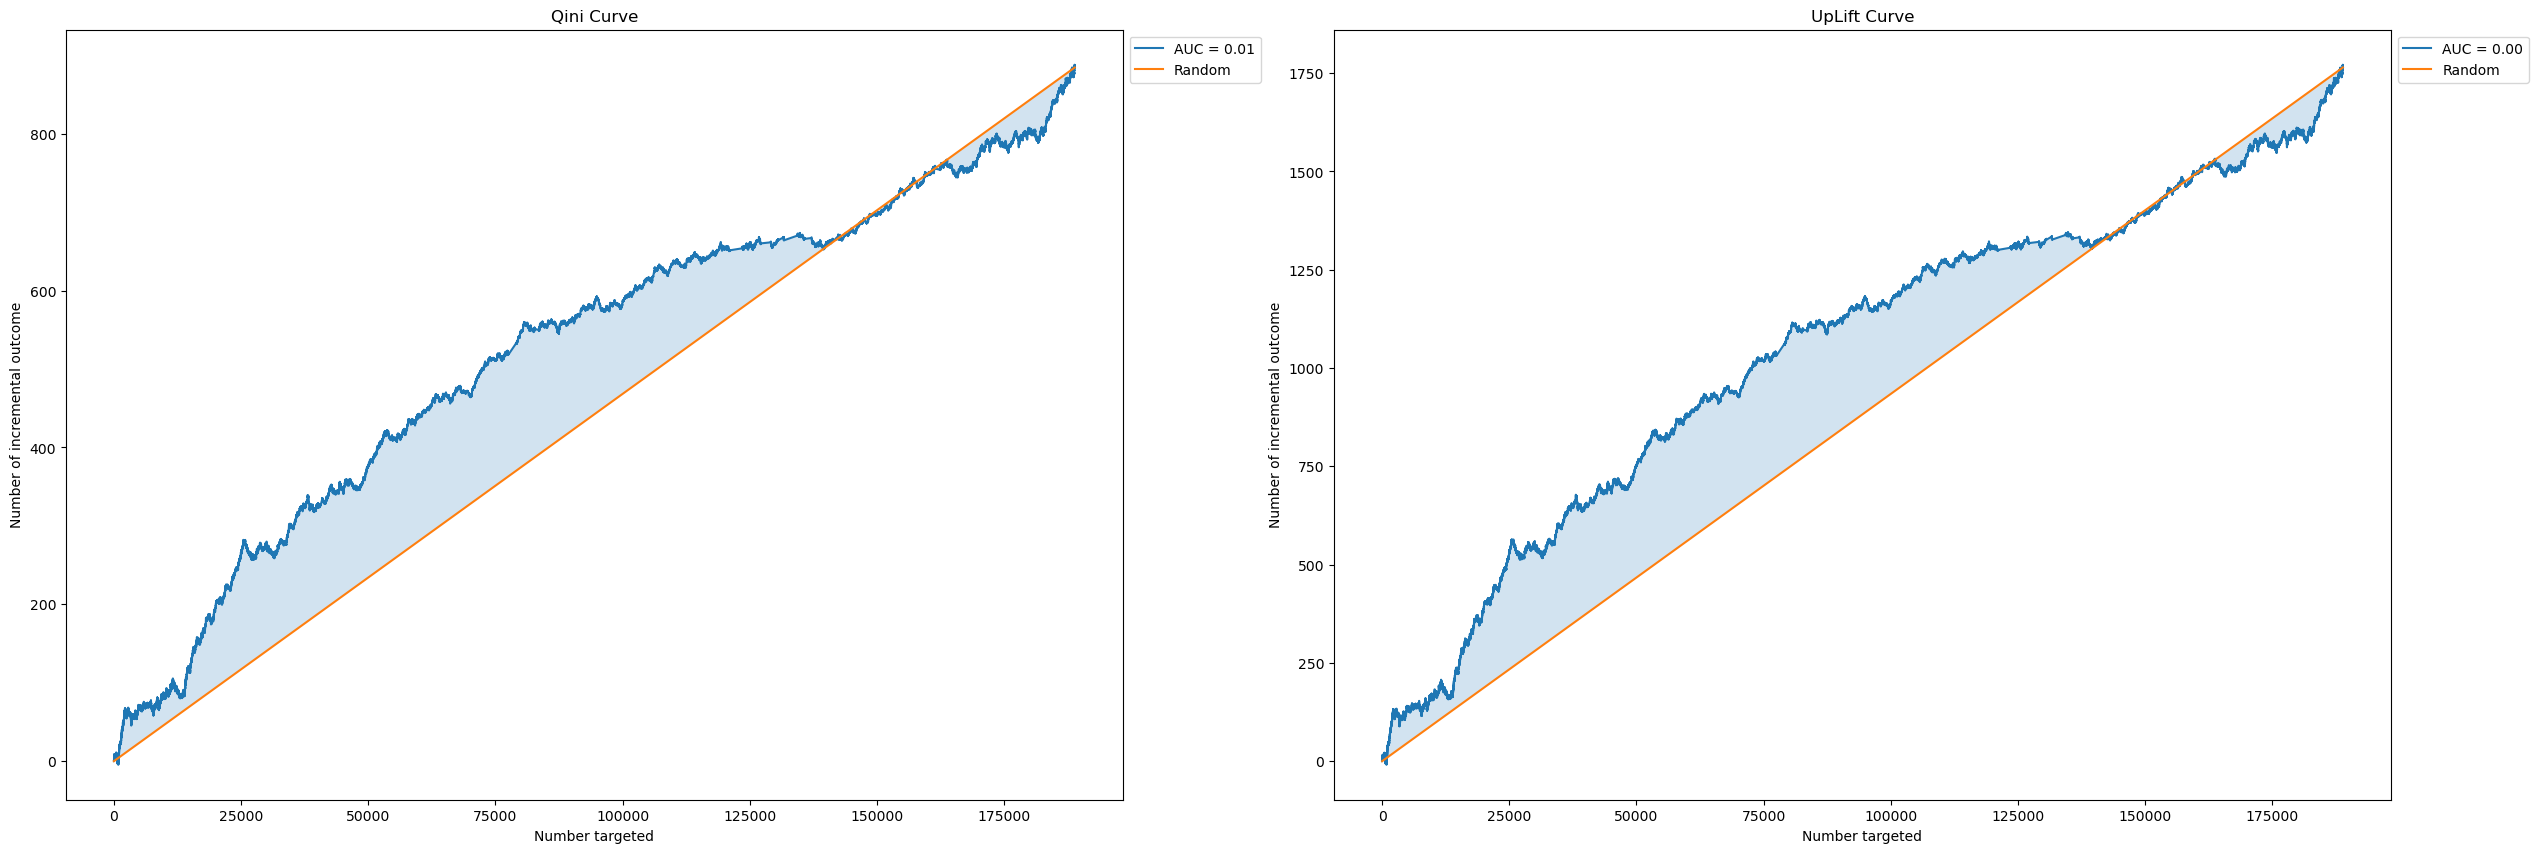 Qini Curve
AUC = 0.01
Random
800
600
400
200
0
Number of incremental outcome
0 25000 50000 75000 100000 125000 150000 175000
Number targeted
UpLift Curve
AUC = 0.00
Random
1750
1500
1250
1000
750
500
250
0
Number of incremental outcome
0 25000 50000 75000 100000 125000 150000 175000
Number targeted